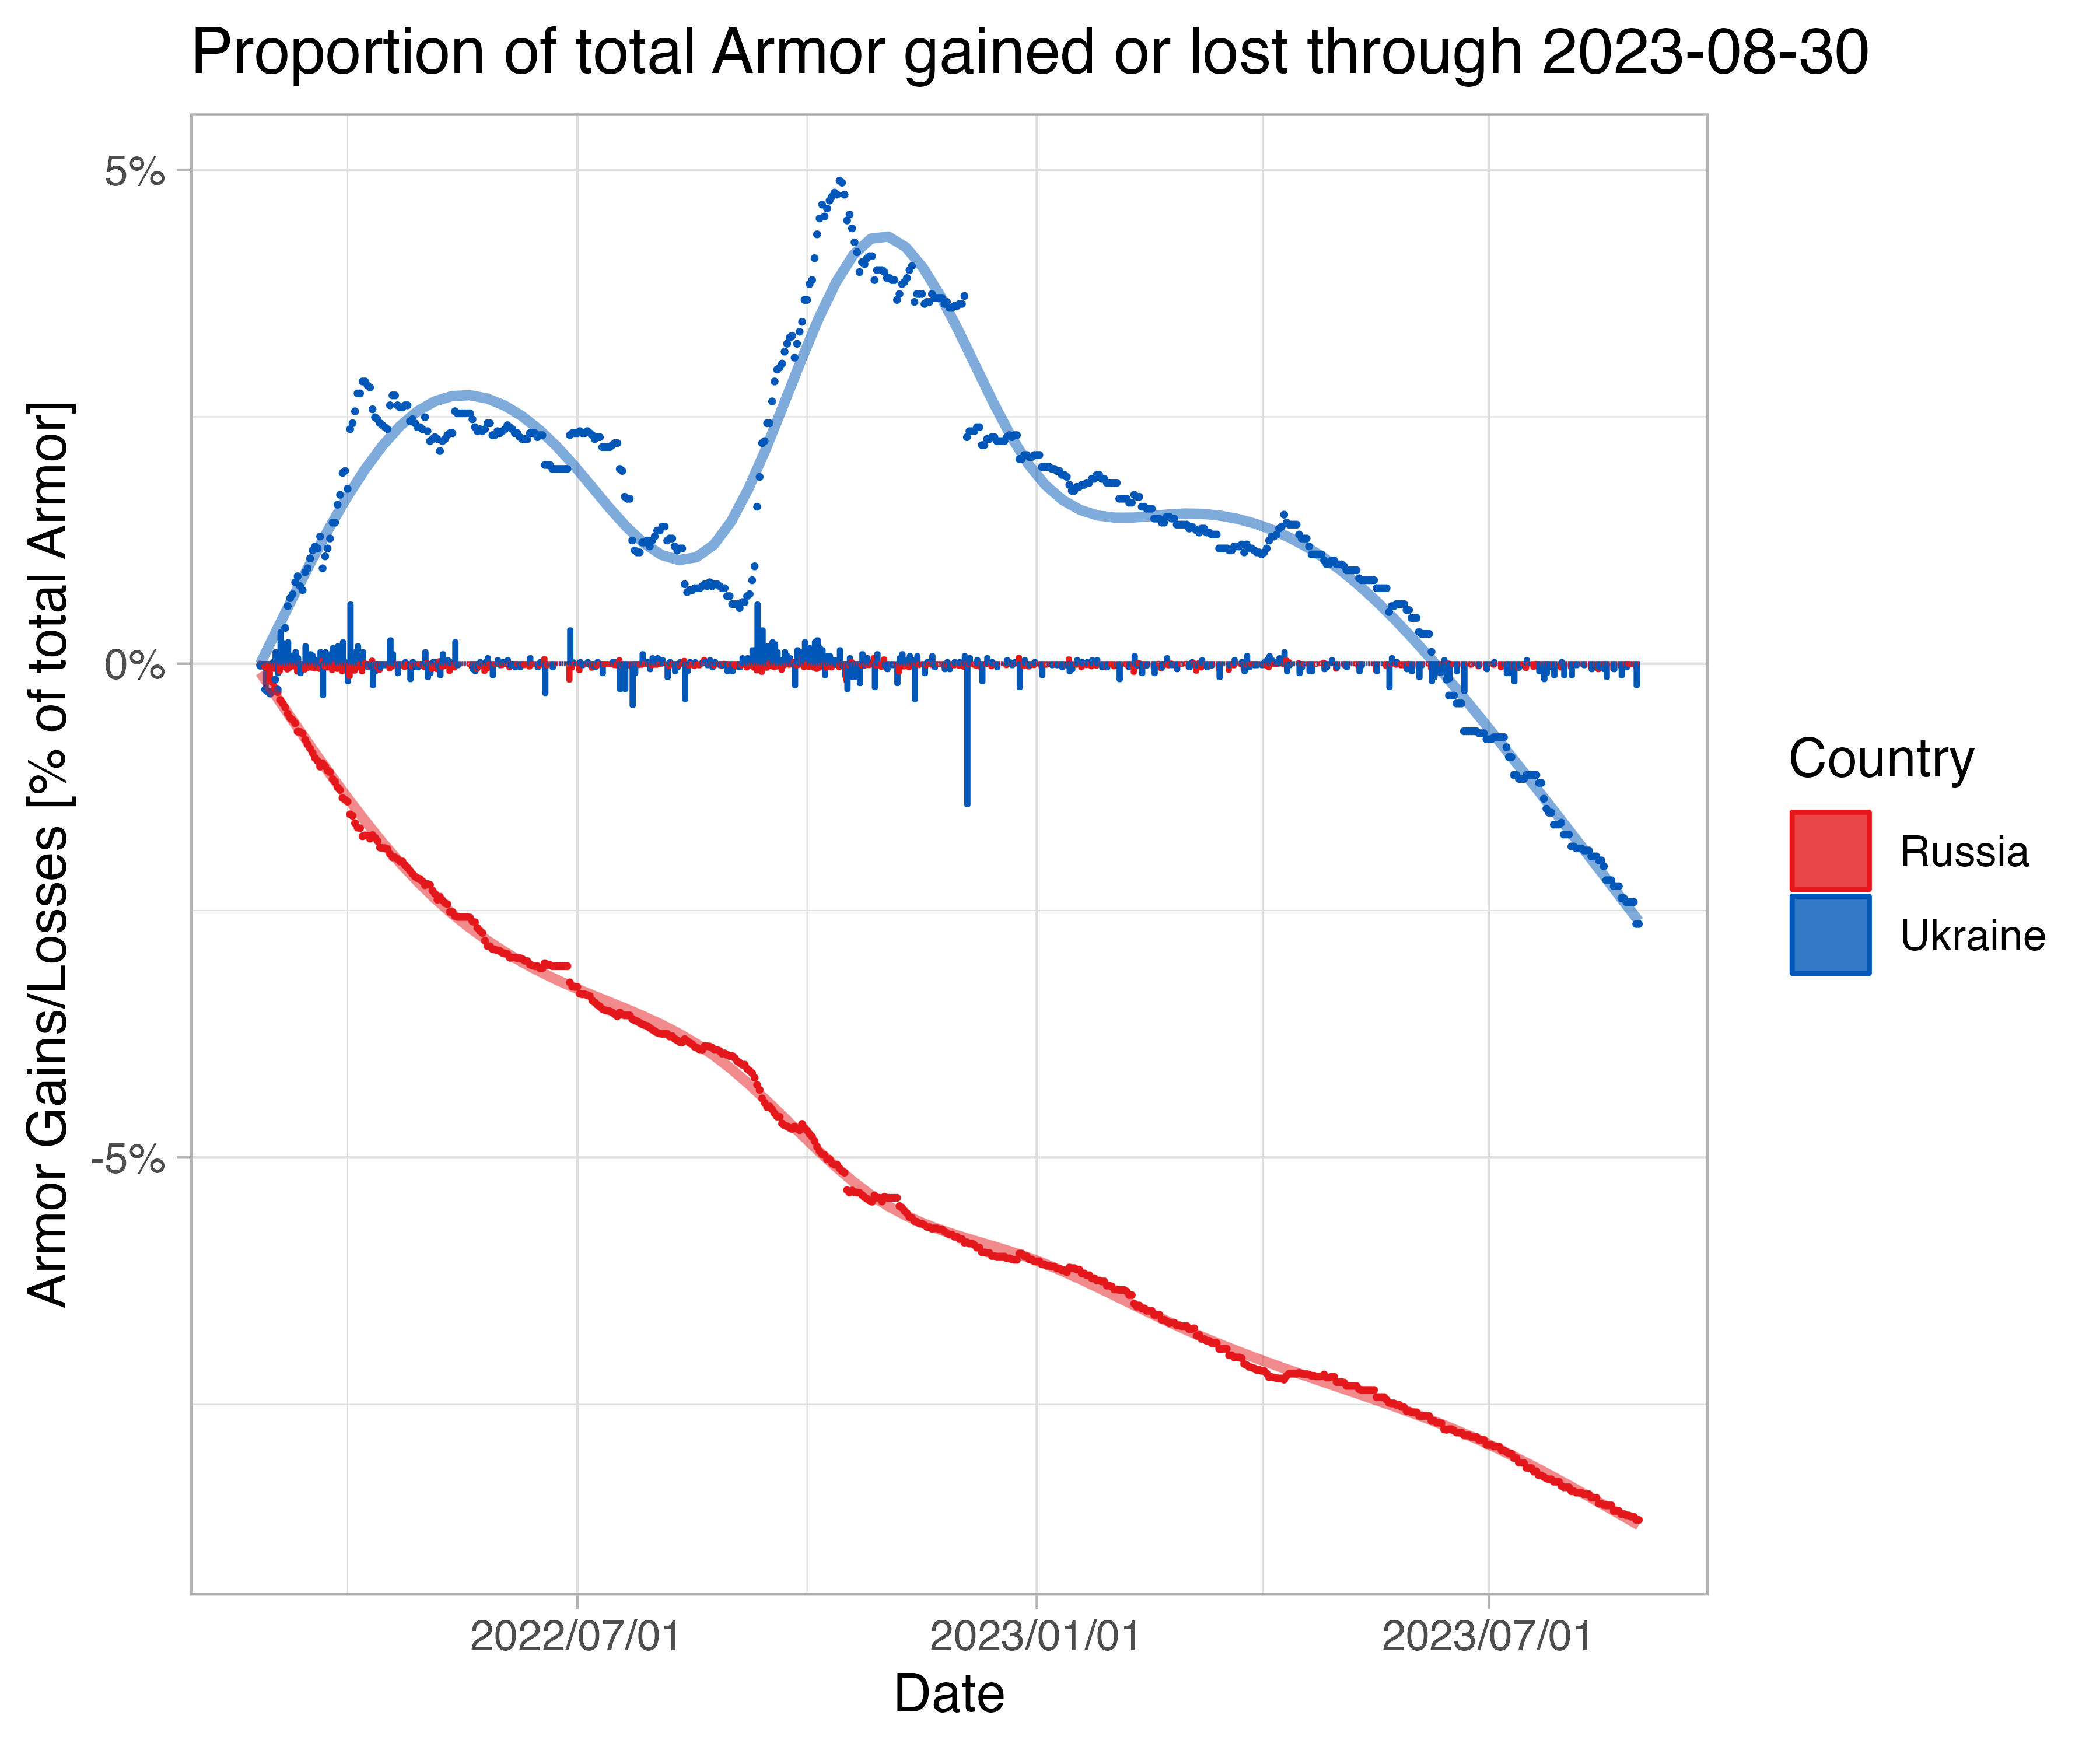 Proportion of total Armor gained or lost through 2023-08-30
Armor Gains/Losses [% of total Armor]
5%
0%
-5%
2022/07/01
2023/01/01
2023/07/01
Date
Country
Russia
Ukraine